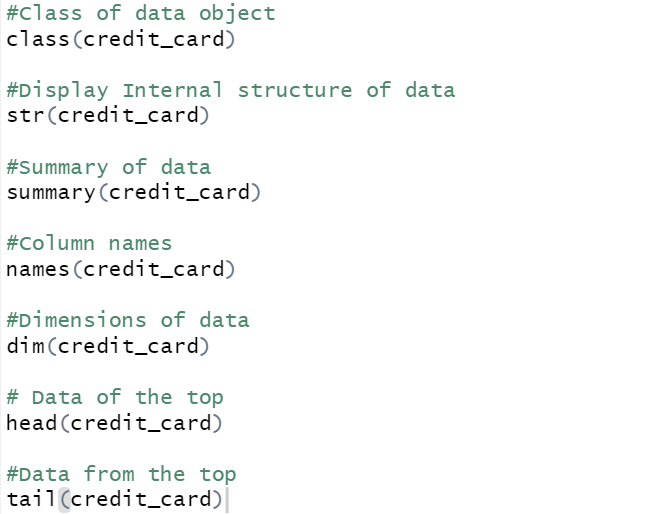 #Class of data object
class(credit_card)
#Display Internal structure of data
str(credit_card)
#Summary of data
summary(credit_card)
#Column names
names(credit_card)
#Dimensions of data
dim(credit_card)
# Data of the top
head(credit_card)
#Data from the top
tail(credit_card)